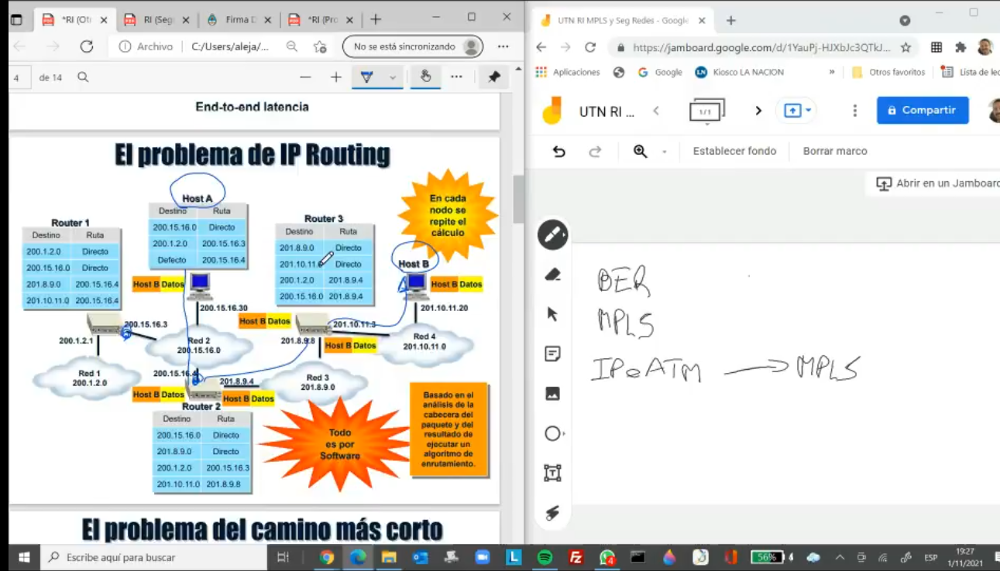 *RI (Otr
RI (Seg
Firma D
*RI (Pro
Archivo
C:/Users/aleja/...
No se está sincronizando
4 de 14
End-to-end latencia
El problema de IP Routing
Host A
Destino Ruta
200.15.16.0 Directo
200.1.2.0 200.15.16.3
Defecto 200.15.16.4
Router 1
Destino Ruta
200.1.2.0 Directo
200.15.16.0 Directo
201.8.9.0 200.15.16.4
201.10.11.0 200.15.16.4
Router 3
Destino Ruta
201.8.9.0 Directo
201.10.11.0 Directo
200.1.2.0 201.8.9.4
200.15.16.0 201.8.9.4
En cada
nodo se
repite el
cálculo
Host B
Host B Datos
Host B Datos
200.15.16.30
201.10.11.20
Host B Datos
200.15.16.3
201.10.11.3
200.1.2.1
201.8.9.8
Host B Datos
Red 2
200.15.16.0
Red 4
201.10.11.0
Red 1
200.1.2.0
200.15.16.4
201.8.9.4
Red 3
201.8.9.0
Host B Datos
Host B Datos
Router 2
Destino Ruta
200.15.16.0 Directo
201.8.9.0 Directo
200.1.2.0 200.15.16.3
201.10.11.0 201.8.9.8
Todo
es por
Software
Basado en el
análisis de la
cabecera del
paquete y del
resultado de
ejecutar un
algoritmo de
enrutamiento.
El problema del camino más corto
UTN RI MPLS y Seg Redes - Google
https://jamboard.google.com/d/1YauPj-HJXbJc3QTkJ...
Aplicaciones
Google
LN Kiosco LA NACION
»
Otros favoritos
Lista de lec
UTN RI ...
1/1
Compartir
Establecer fondo
Borrar marco
Abrir en un Jamboard
BER
MPLS
IPoATM → MPLS
Escribe aquí para buscar
L
Fz
4
56%
ESP
19:27
1/11/2021